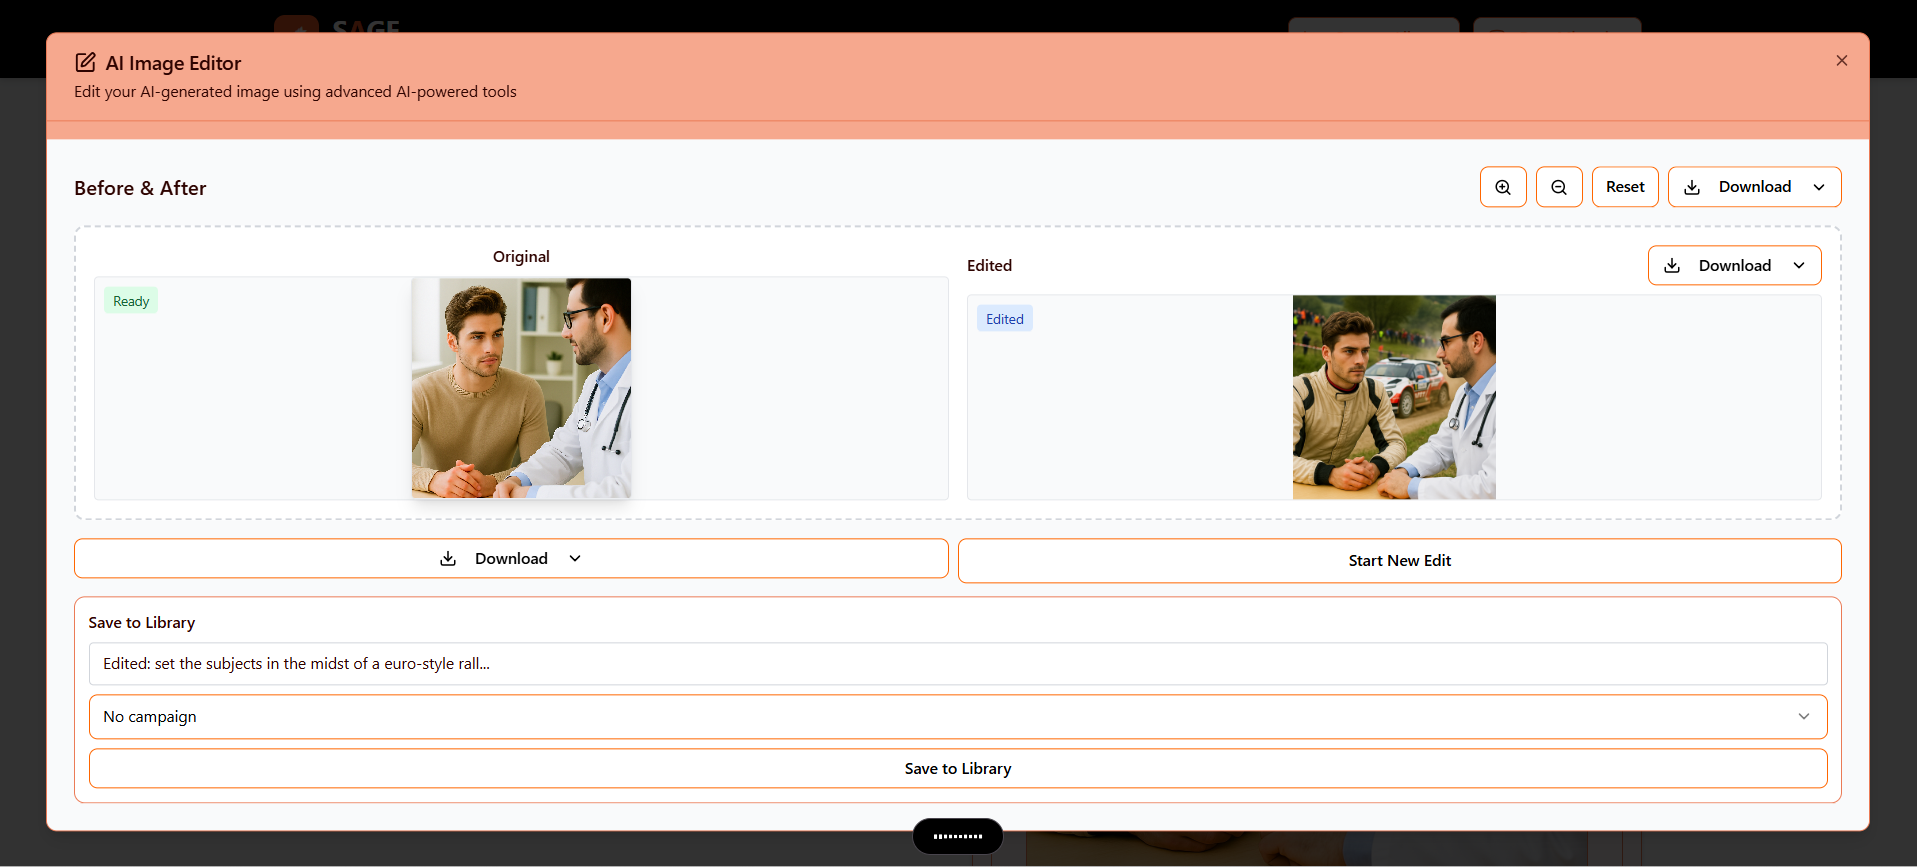 SAGE
AI Image Editor
Edit your AI-generated image using advanced AI-powered tools
Before & After
Reset
Download
Original
Edited
Download
Ready
Edited
Download
Start New Edit
Save to Library
Edited: set the subjects in the midst of a euro-style rall...
No campaign
Save to Library